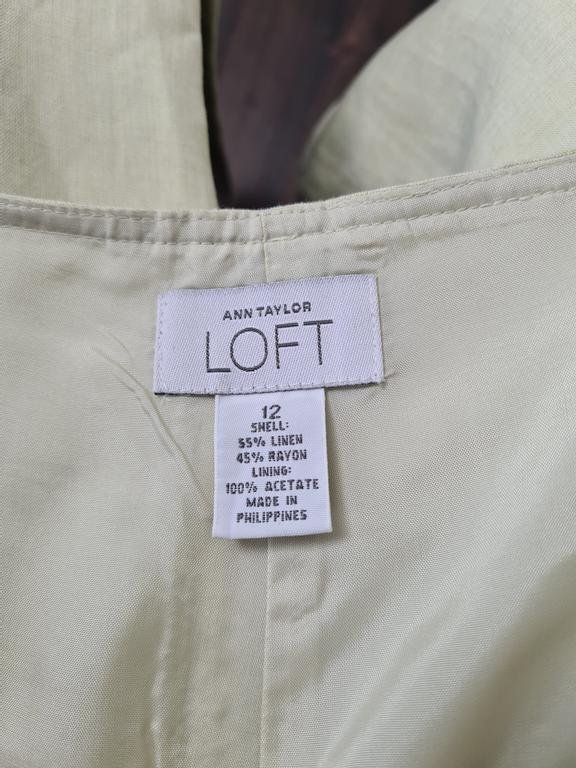 ANN TAYLOR
LOFT
12
SHELL:
55% LINEN
45% RAYON
LINING:
100% ACETATE
MADE IN
PHILIPPINES